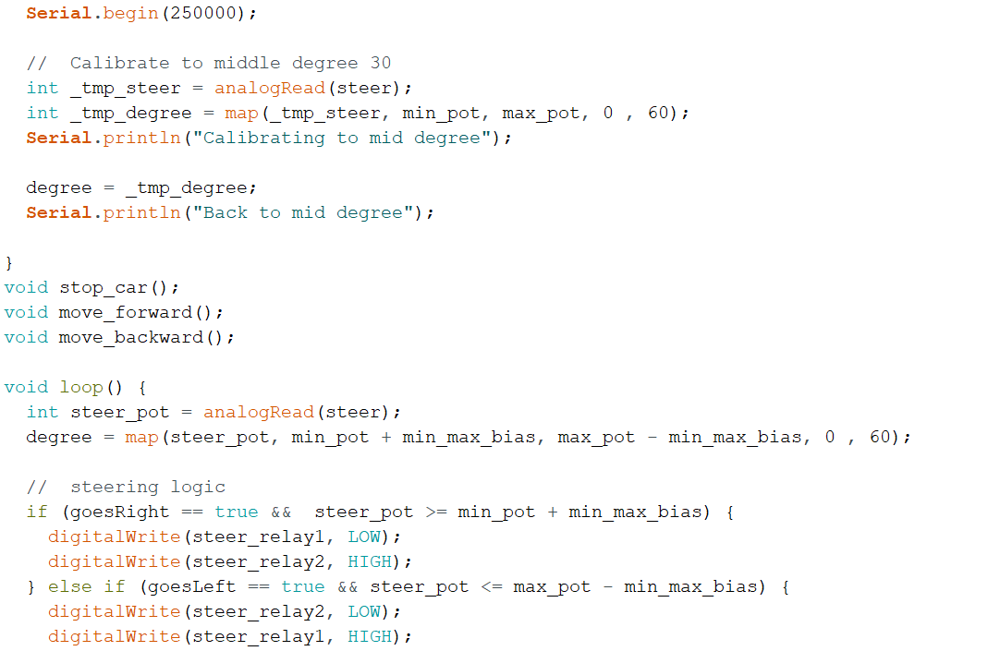 Serial.begin(250000);
//  Calibrate to middle degree 30
int _tmp_steer = analogRead(steer);
int _tmp_degree = map(_tmp_steer, min_pot, max_pot, 0 , 60);
Serial.println("Calibrating to mid degree");
degree = _tmp_degree;
Serial.println("Back to mid degree");
}
void stop_car();
void move_forward();
void move_backward();
void loop() {
int steer_pot = analogRead(steer);
degree = map(steer_pot, min_pot + min_max_bias, max_pot - min_max_bias, 0 , 60);
//  steering logic
if (goesRight == true &&  steer_pot >= min_pot + min_max_bias) {
digitalWrite(steer_relay1, LOW);
digitalWrite(steer_relay2, HIGH);
} else if (goesLeft == true && steer_pot <= max_pot - min_max_bias) {
digitalWrite(steer_relay2, LOW);
digitalWrite(steer_relay1, HIGH);